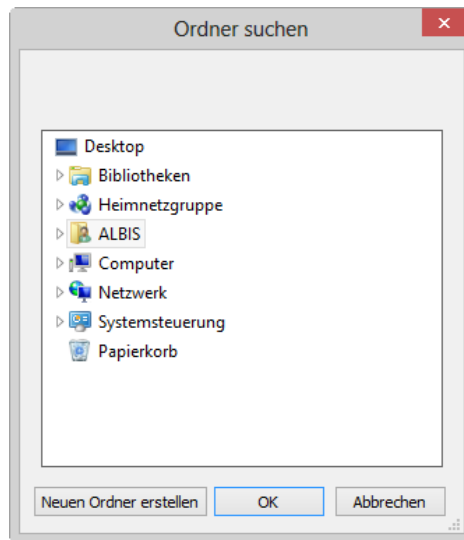 Ordner suchen
Desktop
Bibliotheken
Heimnetzgruppe
ALBIS
Computer
Netzwerk
Systemsteuerung
Papierkorb
Neuen Ordner erstellen OK Abbrechen